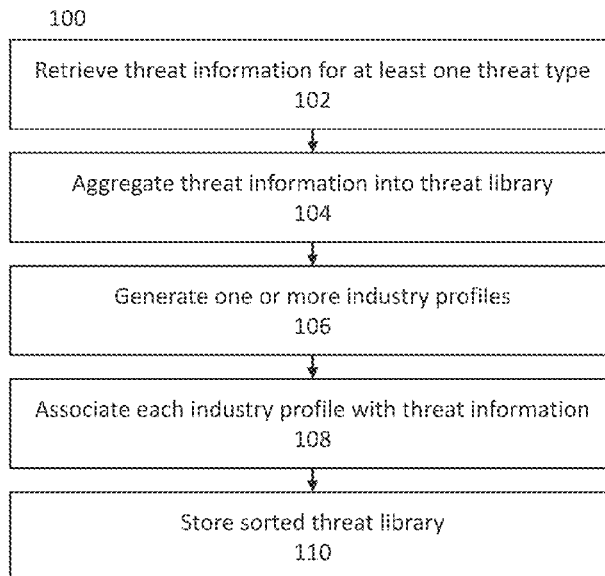 100
Retrieve threat information for at least one threat type
102
Aggregate threat information into threat library
104
Generate one or more industry profiles
106
Associate each industry profile with threat information
108
Store sorted threat library
110